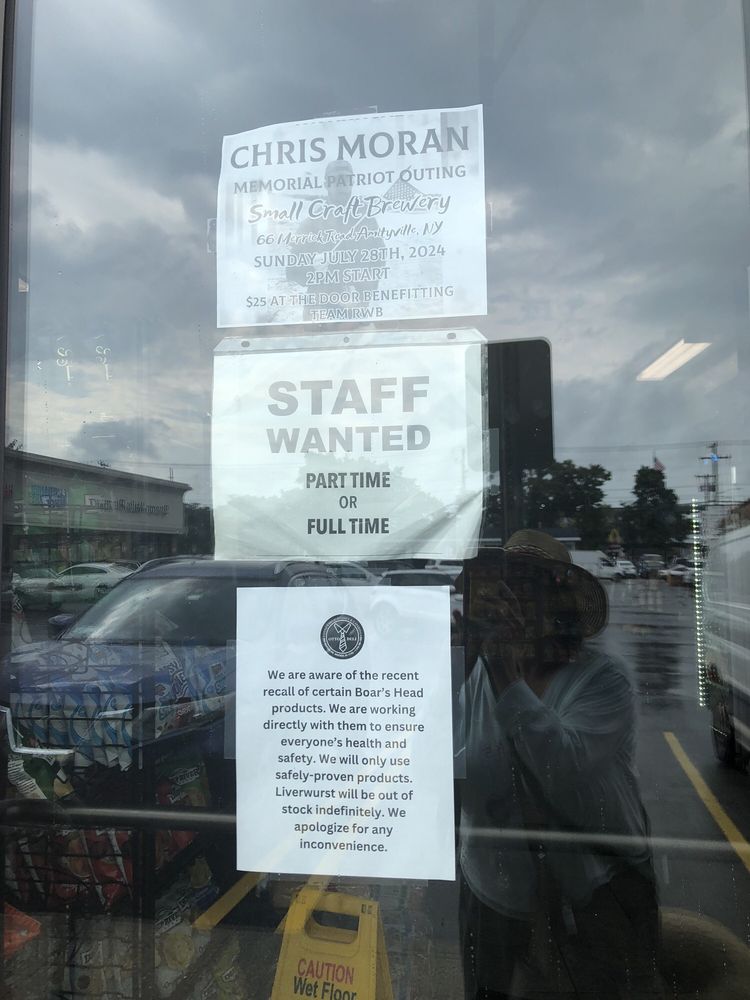 CHRIS MORAN
MEMORIAL PATRIOT OUTING
Small Craft Brewery
66 Merrick Road, Amityville, NY
SUNDAY JULY 28TH, 2024
2PM START
$25 AT THE DOOR BENEFITTING
TEAM RWB
STAFF
WANTED
PART TIME
OR
FULL TiME
OTTO DELI
We are aware of the recent
recall of certain Boar's Head
products. We are working
directly with them to ensure
everyone's health and
safety. We will only use
safely-proven products.
Liverwurst will be out of
stock indefinitely. We
apologize for any
inconvenience.
CAUTION
Wet Floor